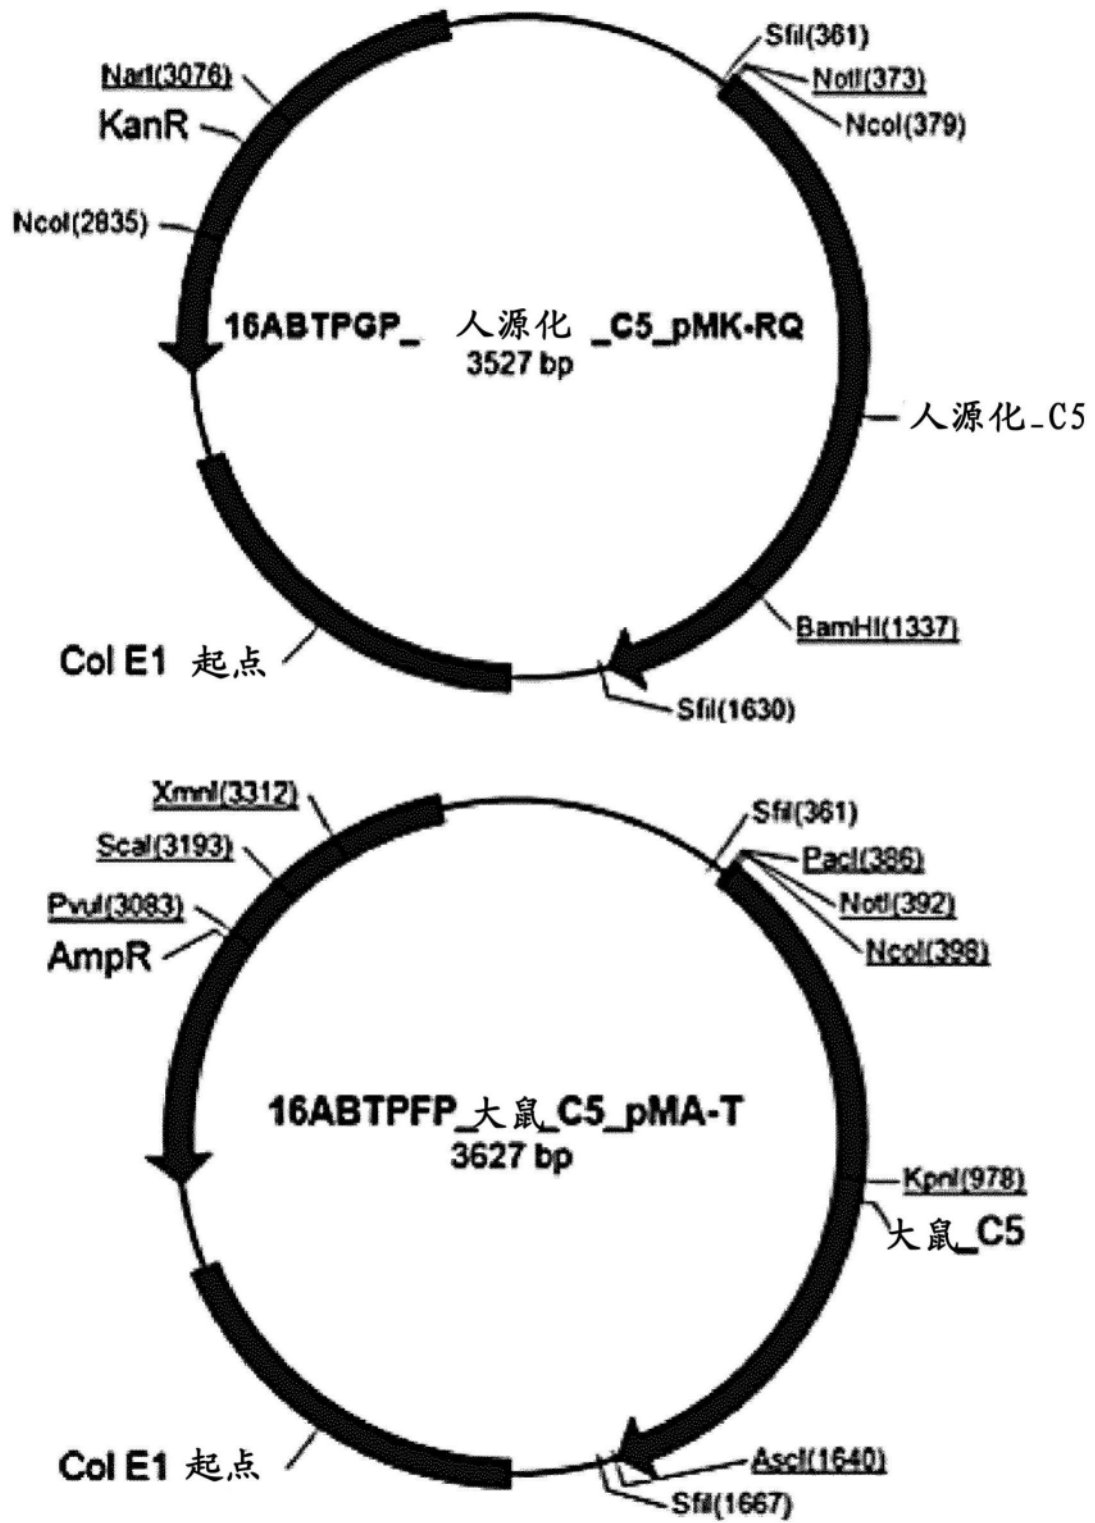 SfiI(361)
NarI(3076)
NotI(373)
KanR
NcoI(379)
NcoI(2835)
16ABTPGP_ 人源化 _C5_pMK-RQ
3527 bp
人源化_C5
BamHI(1337)
Col E1 起点
SfiI(1630)
XmnI(3312)
SfiI(361)
ScaI(3193)
PacI(386)
PvuI(3083)
NotI(392)
AmpR
NcoI(398)
16ABTPFP_大鼠_C5_pMA-T
3627 bp
KpnI(978)
大鼠_C5
Col E1 起点
AscI(1640)
SfiI(1667)